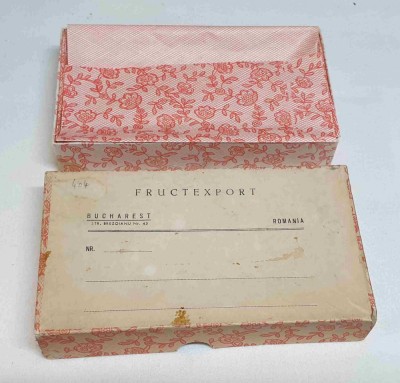 FRUCTEXPORT
BUCHAREST
ROMANIA
NR.